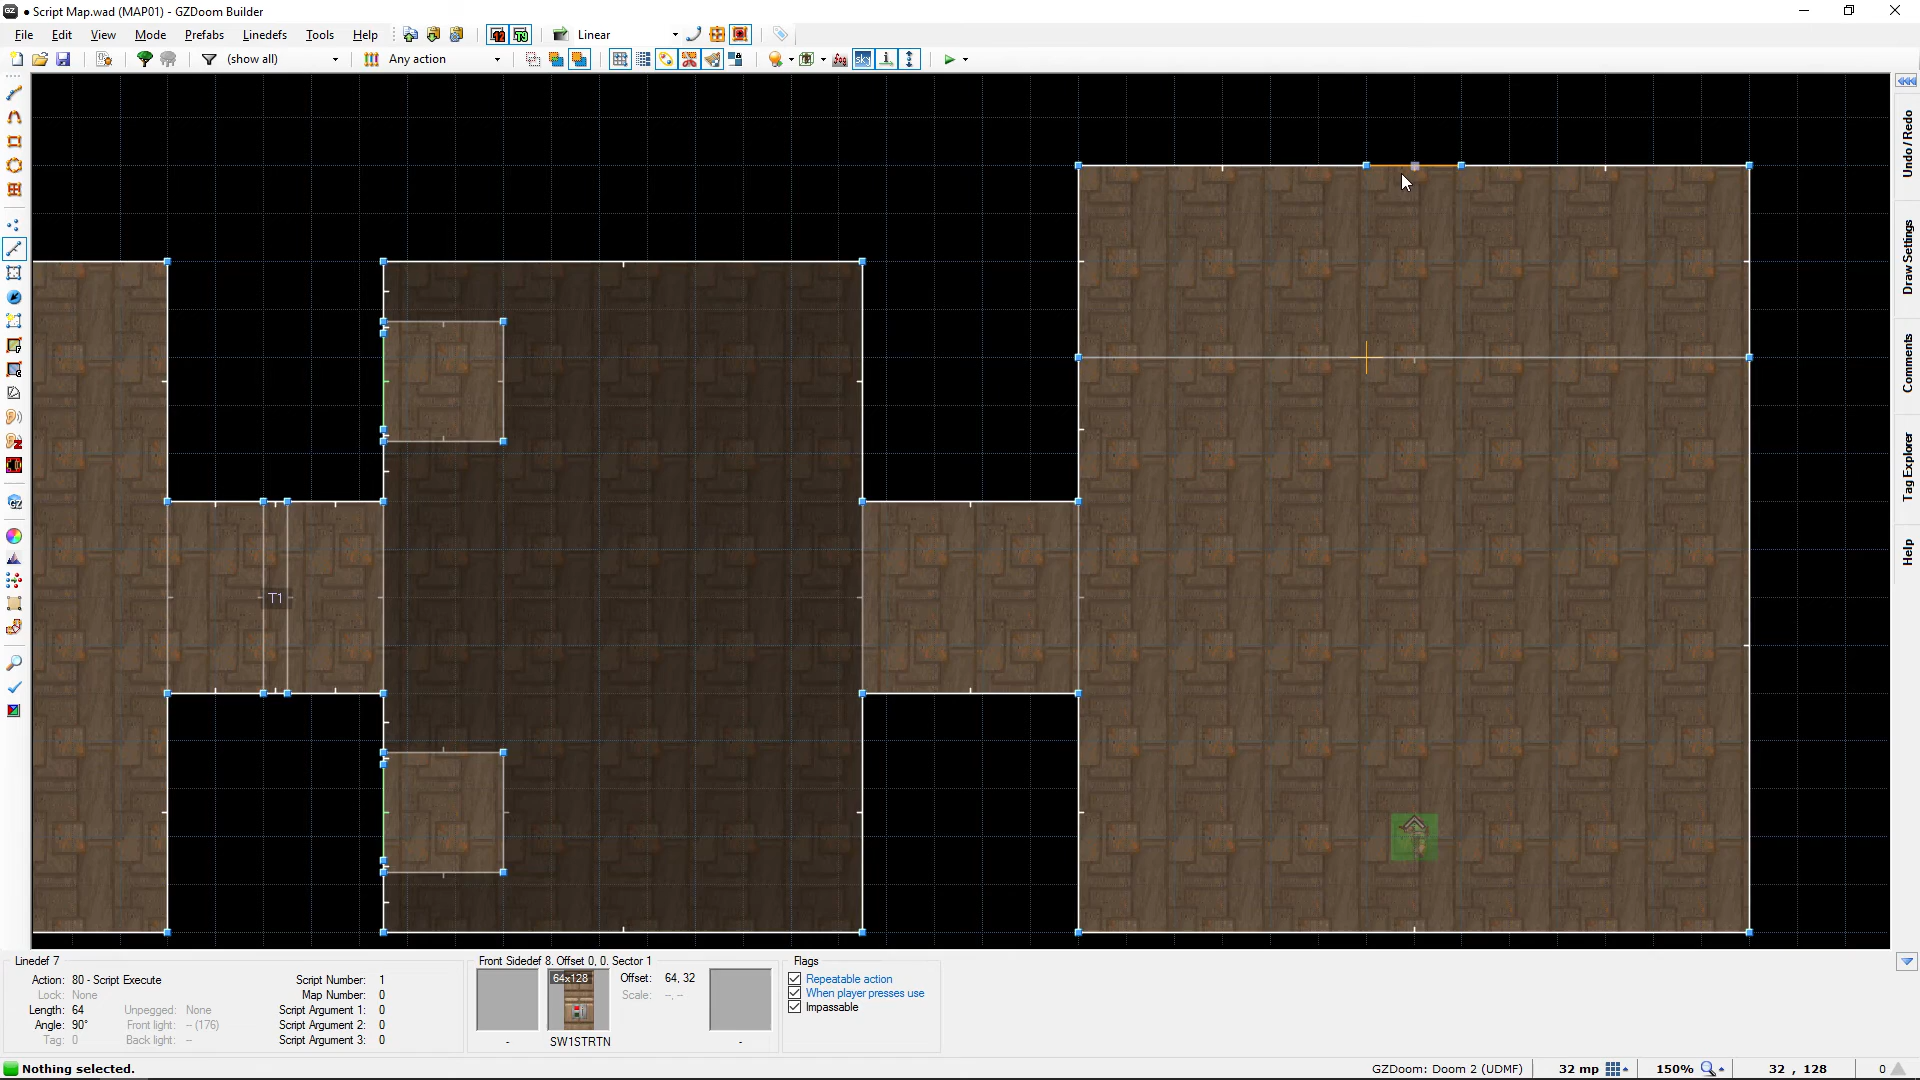 ● Script Map.wad (MAP01) - GZDoom Builder
File Edit View Mode Prefabs Linedefs Tools Help Linear
(show all) Any action sky
Undo / Redo
Draw Settings
Comments
Tag Explorer
Help
T1
Linedef 7
Action: 80 - Script Execute
Lock: None
Length: 64
Angle: 90°
Tag: 0
Unpegged: None
Front light: -- (176)
Back light: --
Script Number: 1
Map Number: 0
Script Argument 1: 0
Script Argument 2: 0
Script Argument 3: 0
Front Sidedef 8. Offset 0, 0. Sector 1
64x128
Offset: 64, 32
Scale: --, --
-
SW1STRTN
-
Flags
Repeatable action
When player presses use
Impassable
Nothing selected.
GZDoom: Doom 2 (UDMF) 32 mp 150% 32 , 128 0